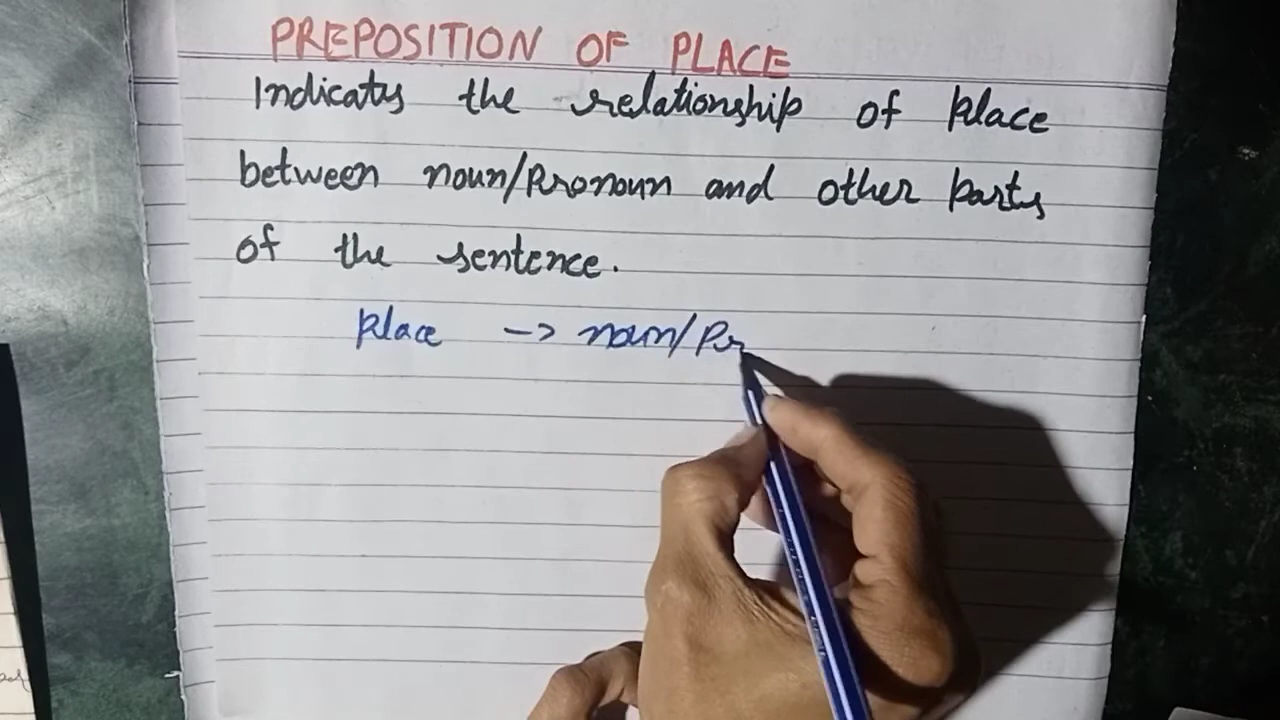 PREPOSITION OF PLACE
Indicates the relationship of place
between noun/Pronoun and other parts
of the sentence.
place -> noun/Pr